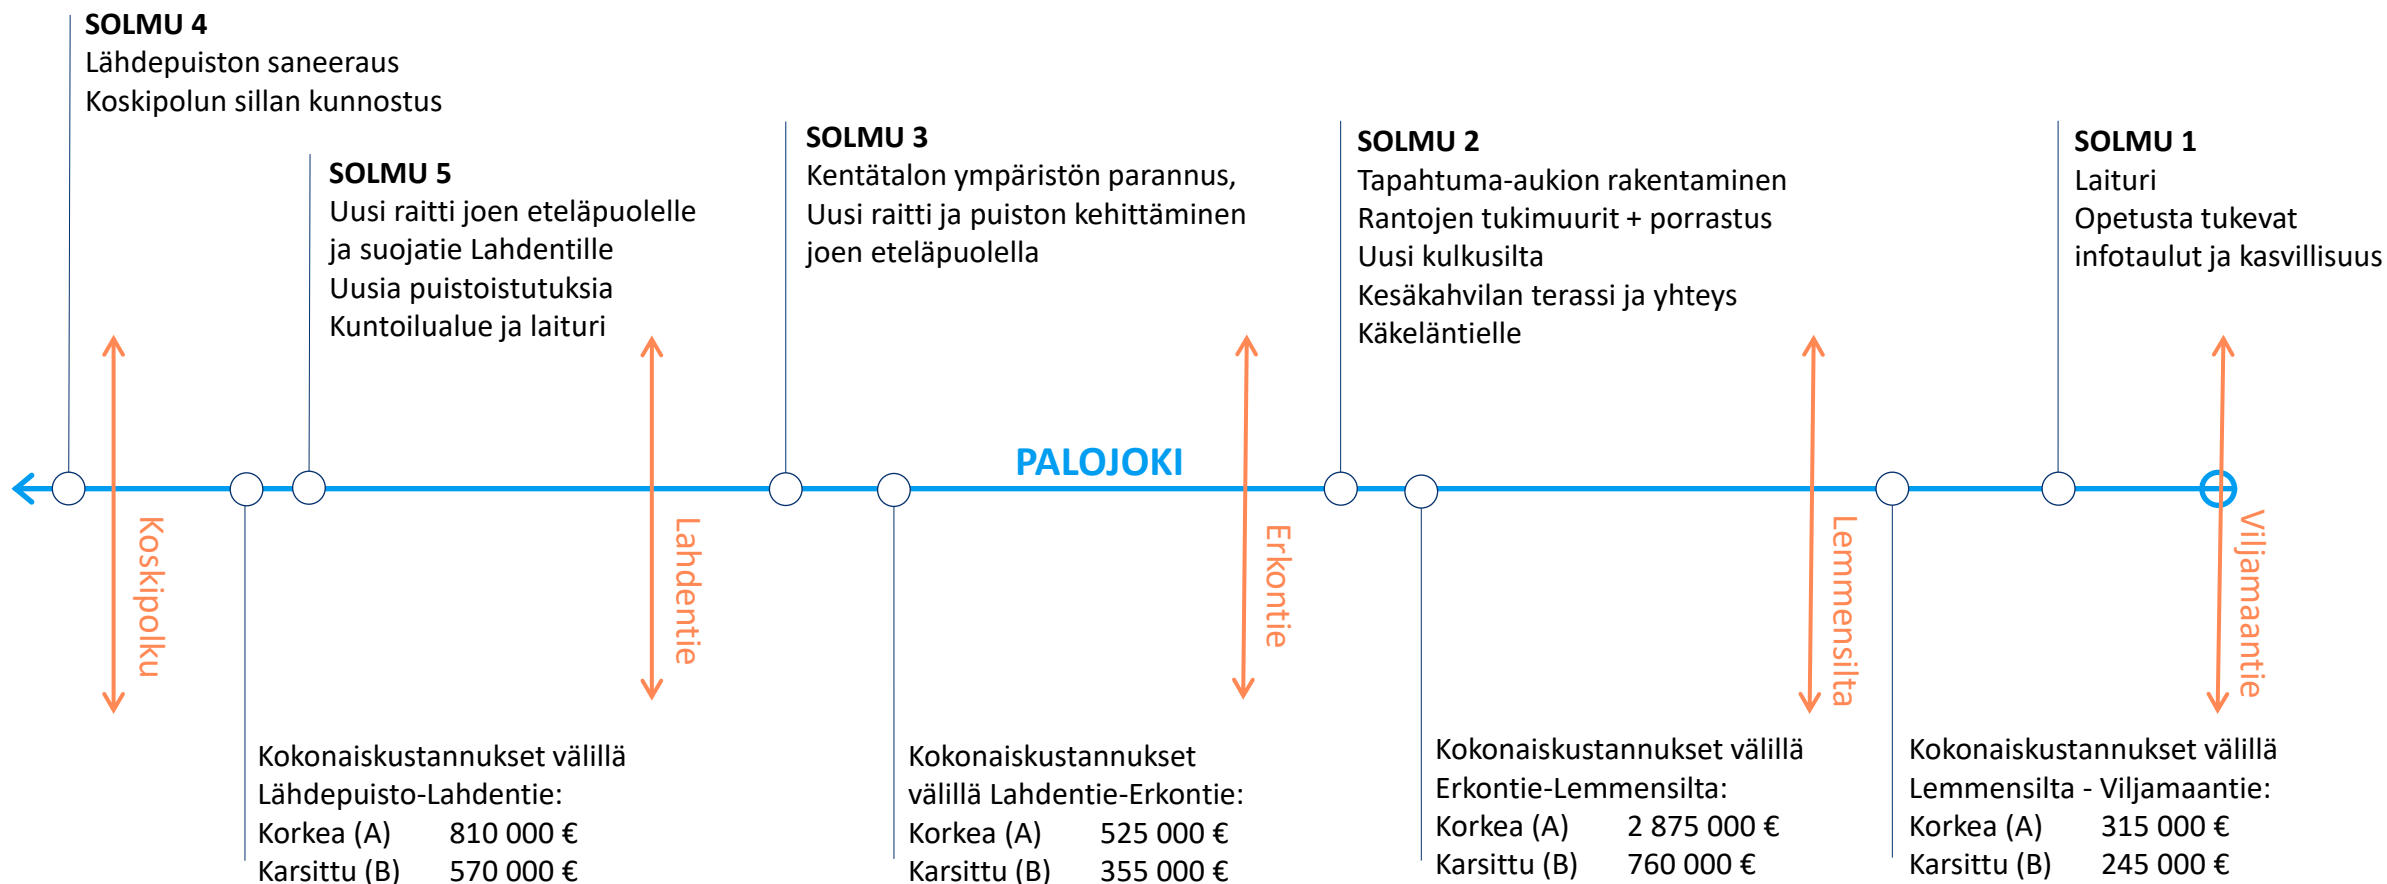 SOLMU 4
Lähdepuiston saneeraus
Koskipolun sillan kunnostus
SOLMU 5
Uusi raitti joen eteläpuolelle
ja suojatie Lahdentille
Uusia puistoistutuksia
Kuntoilualue ja laituri
SOLMU 3
Kentätalon ympäristön parannus,
Uusi raitti ja puiston kehittäminen
joen eteläpuolella
SOLMU 2
Tapahtuma-aukion rakentaminen
Rantojen tukimuurit + porrastus
Uusi kulkusilta
Kesäkahvilan terassi ja yhteys
Käkeläntielle
SOLMU 1
Laituri
Opetusta tukevat
infotaulut ja kasvillisuus
PALOJOKI
Koskipolku
Lahdentie
Erkontie
Lemmensilta
Viljamaantie
Kokonaiskustannukset välillä
Lähdepuisto-Lahdentie:
Korkea (A) 810 000 €
Karsittu (B) 570 000 €
Kokonaiskustannukset
välillä Lahdentie-Erkontie:
Korkea (A) 525 000 €
Karsittu (B) 355 000 €
Kokonaiskustannukset välillä
Erkontie-Lemmensilta:
Korkea (A) 2 875 000 €
Karsittu (B) 760 000 €
Kokonaiskustannukset välillä
Lemmensilta - Viljamaantie:
Korkea (A) 315 000 €
Karsittu (B) 245 000 €